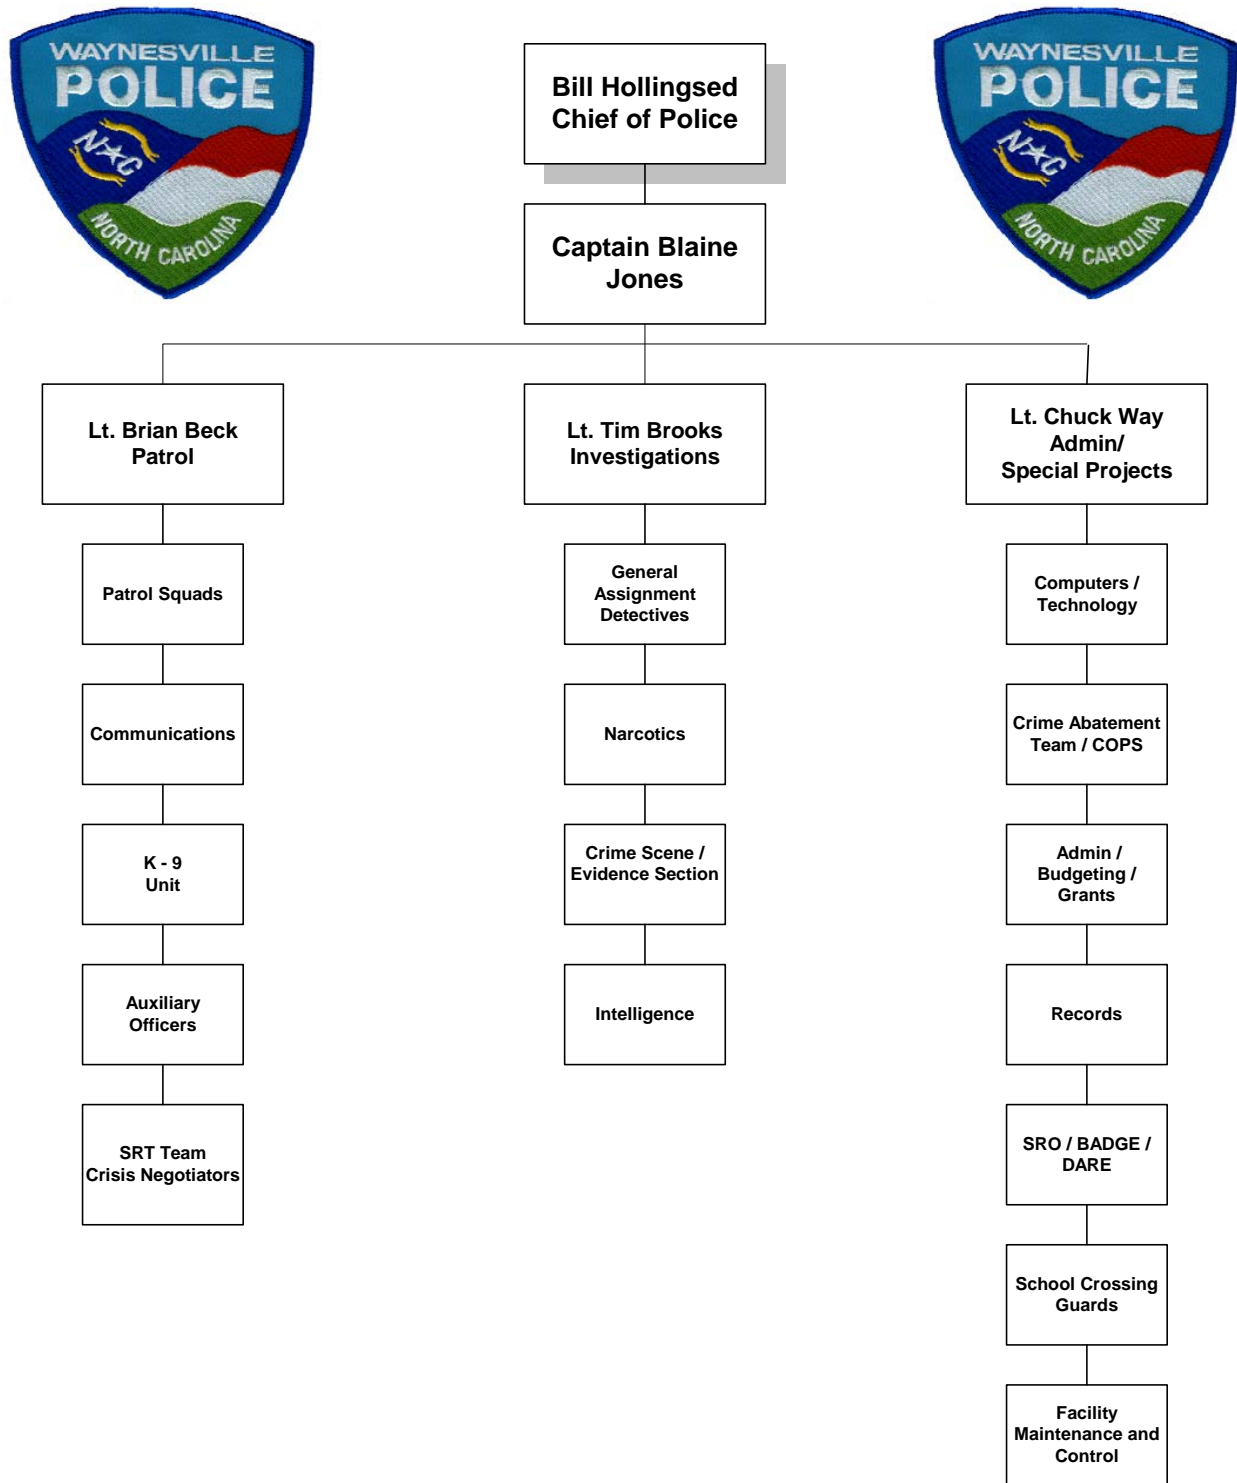 WAYNESVILLE
POLICE
N★C
NORTH CAROLINA
Bill Hollingsed
Chief of Police
WAYNESVILLE
POLICE
N★C
NORTH CAROLINA
Captain Blaine
Jones
Lt. Brian Beck
Patrol
Lt. Tim Brooks
Investigations
Lt. Chuck Way
Admin/
Special Projects
Patrol Squads
General
Assignment
Detectives
Computers /
Technology
Communications
Narcotics
Crime Abatement
Team / COPS
K - 9
Unit
Crime Scene /
Evidence Section
Admin /
Budgeting /
Grants
Auxiliary
Officers
Intelligence
Records
SRT Team
Crisis Negotiators
SRO / BADGE /
DARE
School Crossing
Guards
Facility
Maintenance and
Control